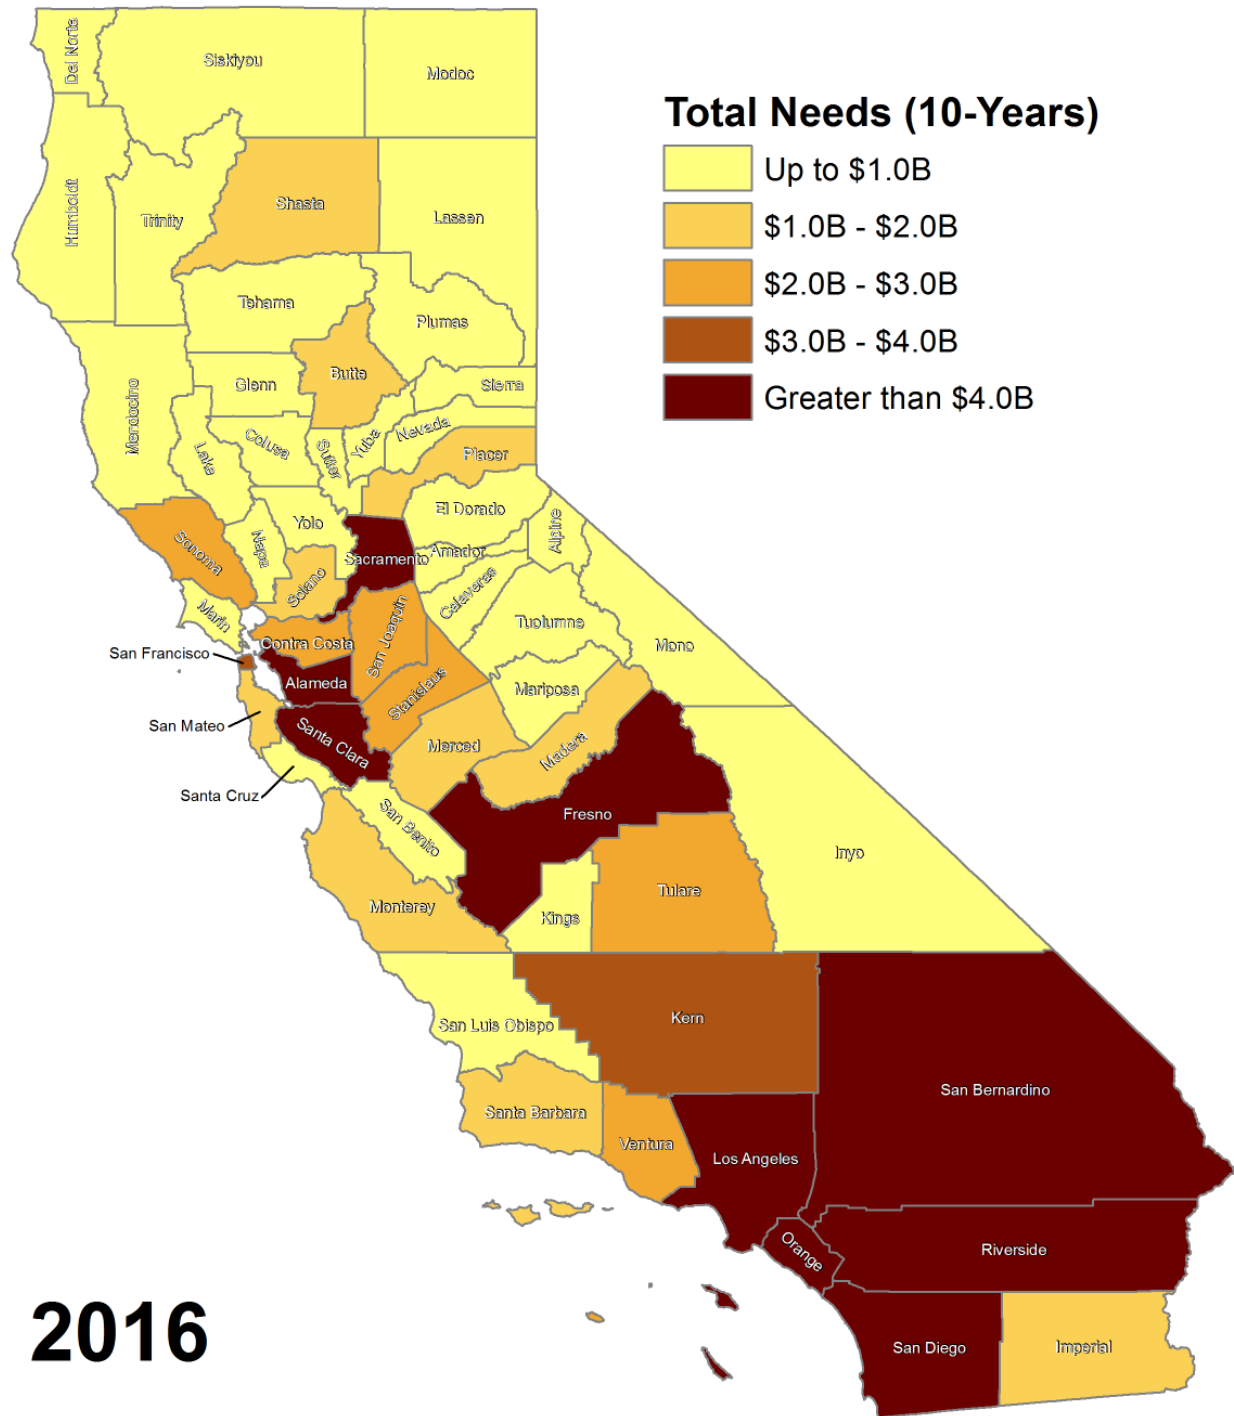 Del Norte
Siskiyou
Modoc
Total Needs (10-Years)
Up to $1.0B
$1.0B - $2.0B
$2.0B - $3.0B
$3.0B - $4.0B
Greater than $4.0B
Humboldt
Trinity
Shasta
Lassen
Tehama
Plumas
Mendocino
Glenn
Butte
Sierra
Lake
Colusa
Sutter
Yuba
Nevada
Placer
Sonoma
Napa
Yolo
El Dorado
Alpine
Sacramento
Amador
Solano
Calaveras
Marin
Contra Costa
San Joaquin
Tuolumne
Mono
San Francisco
Alameda
Stanislaus
Mariposa
San Mateo
Santa Clara
Merced
Madera
Santa Cruz
San Benito
Fresno
Inyo
Monterey
Kings
Tulare
San Luis Obispo
Kern
San Bernardino
Santa Barbara
Ventura
Los Angeles
Orange
Riverside
2016
San Diego
Imperial